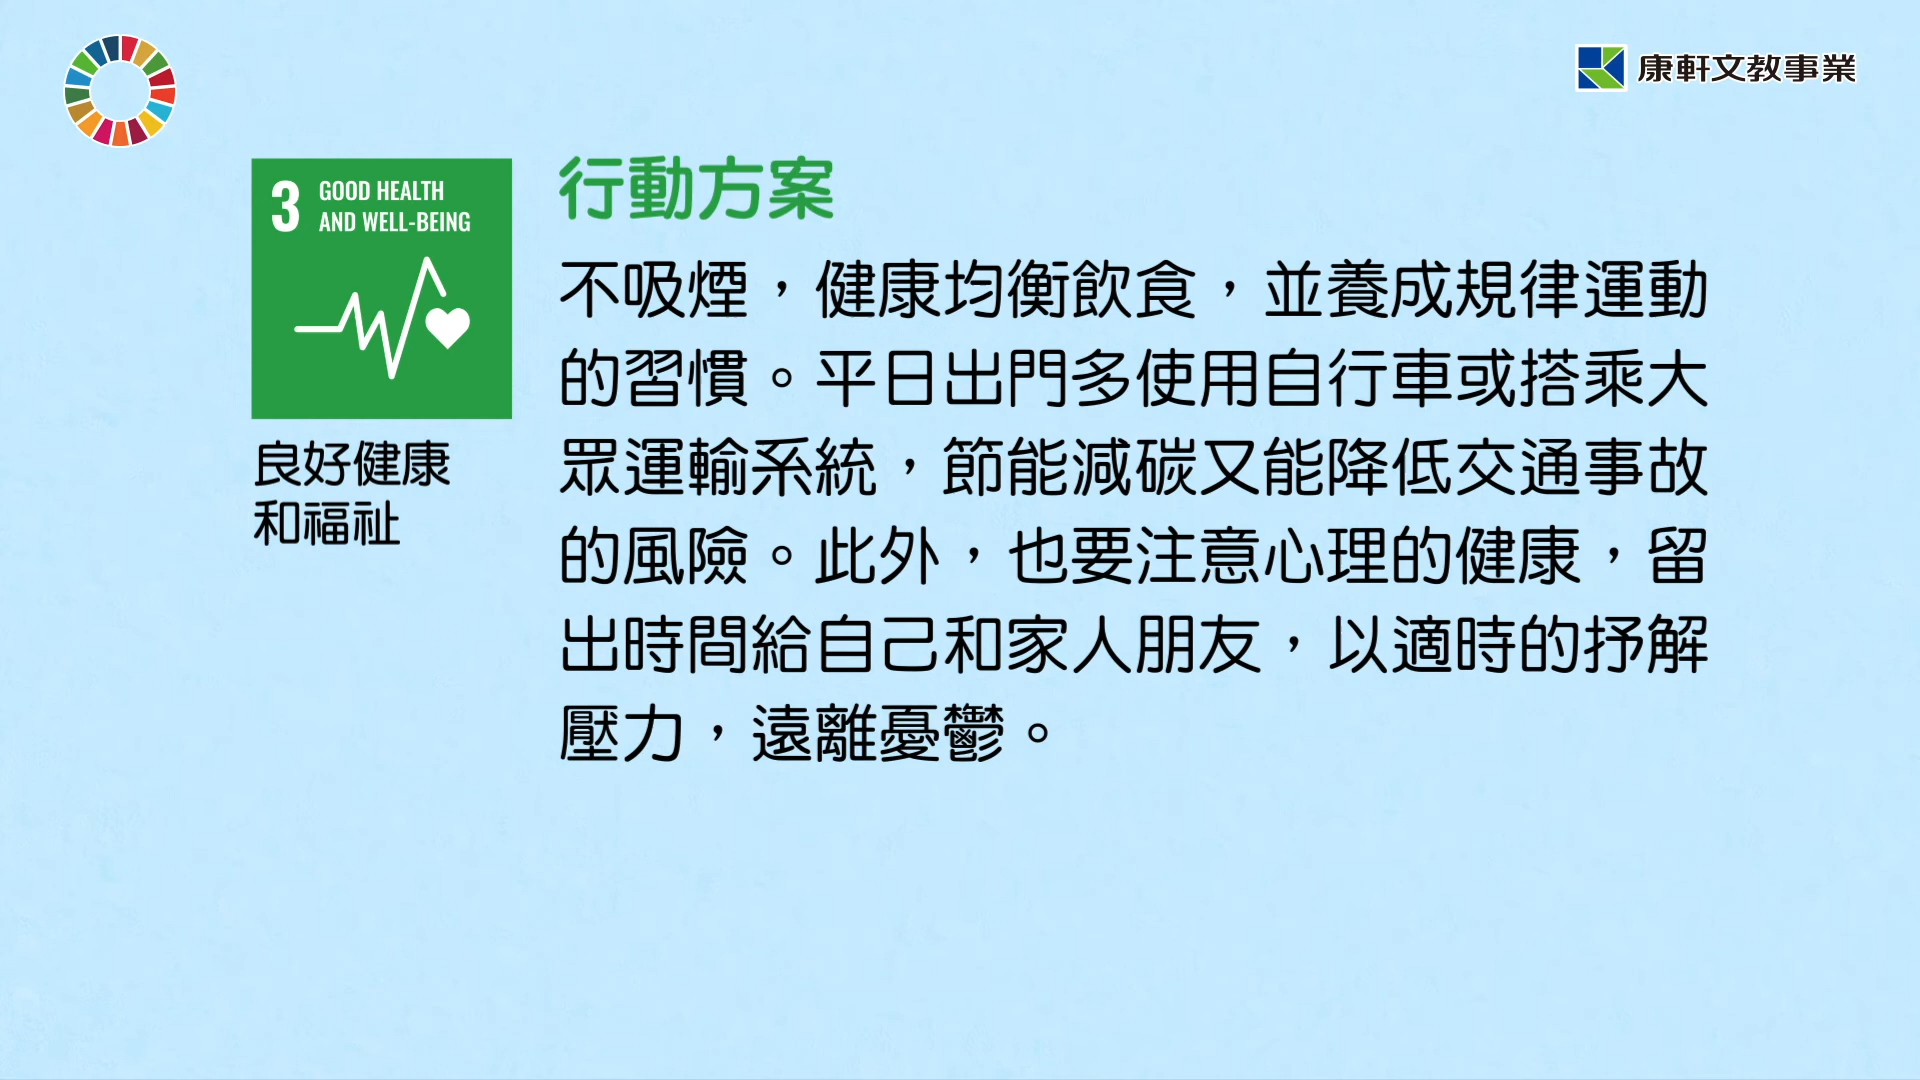 康軒文教事業
3 GOOD HEALTH
AND WELL-BEING
良好健康
和福祉
行動方案
不吸煙，健康均衡飲食，並養成規律運動
的習慣。平日出門多使用自行車或搭乘大
眾運輸系統，節能減碳又能降低交通事故
的風險。此外，也要注意心理的健康，留
出時間給自己和家人朋友，以適時的抒解
壓力，遠離憂鬱。